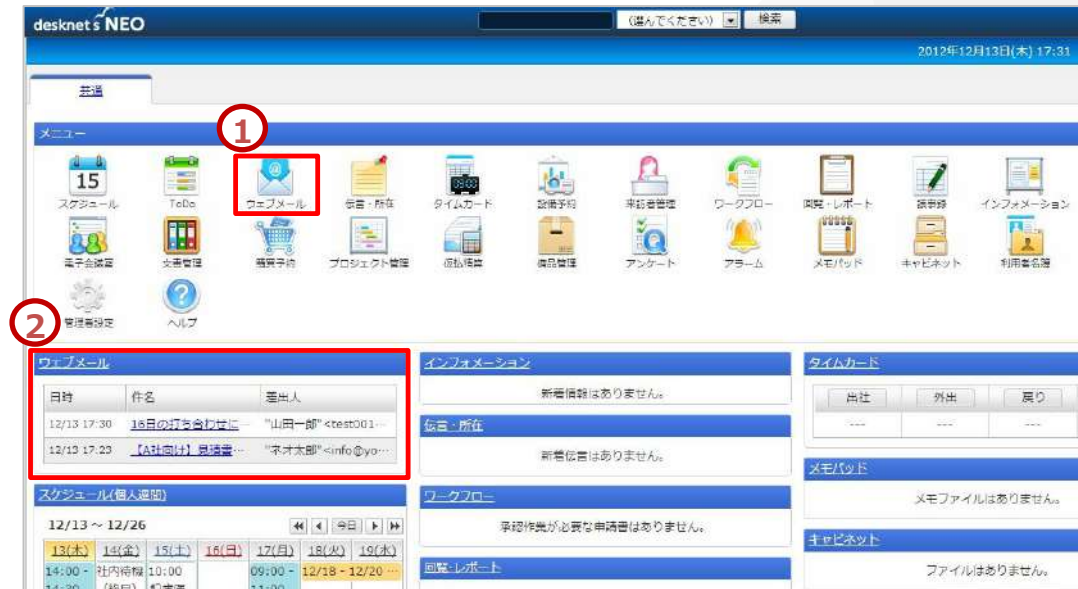 desknet's NEO
(選んでください) 検索
2012年12月13日(木) 17:31
共通
メニュー
①
スケジュール ToDo ウェブメール 伝言・所在 タイムカード 設備予約 来訪者管理 ワークフロー 回覧・レポート 議事録 インフォメーション
電子会議室 文書管理 購買予約 プロジェクト管理 仮払精算 備品管理 アンケート アラーム メモパッド キャビネット 利用者名簿
管理者設定 ヘルプ
②
ウェブメール
日時 件名 差出人
12/13 17:30 16日の打ち合わせに… "山田一郎"<test001…
12/13 17:23 【A社向け】見積書… "ネオ太郎"<info@yo…
スケジュール(個人週間)
12/13 ~ 12/26 今日
13(木) 14(金) 15(土) 16(日) 17(月) 18(火) 19(水)
14:00 - 社内待機 10:00 09:00 - 12/18 - 12/20 …
インフォメーション
新着情報はありません。
伝言・所在
新着伝言はありません。
ワークフロー
承認作業が必要な申請書はありません。
回覧・レポート
タイムカード
出社 外出 戻り
--- --- ---
メモパッド
メモファイルはありません。
キャビネット
ファイルはありません。